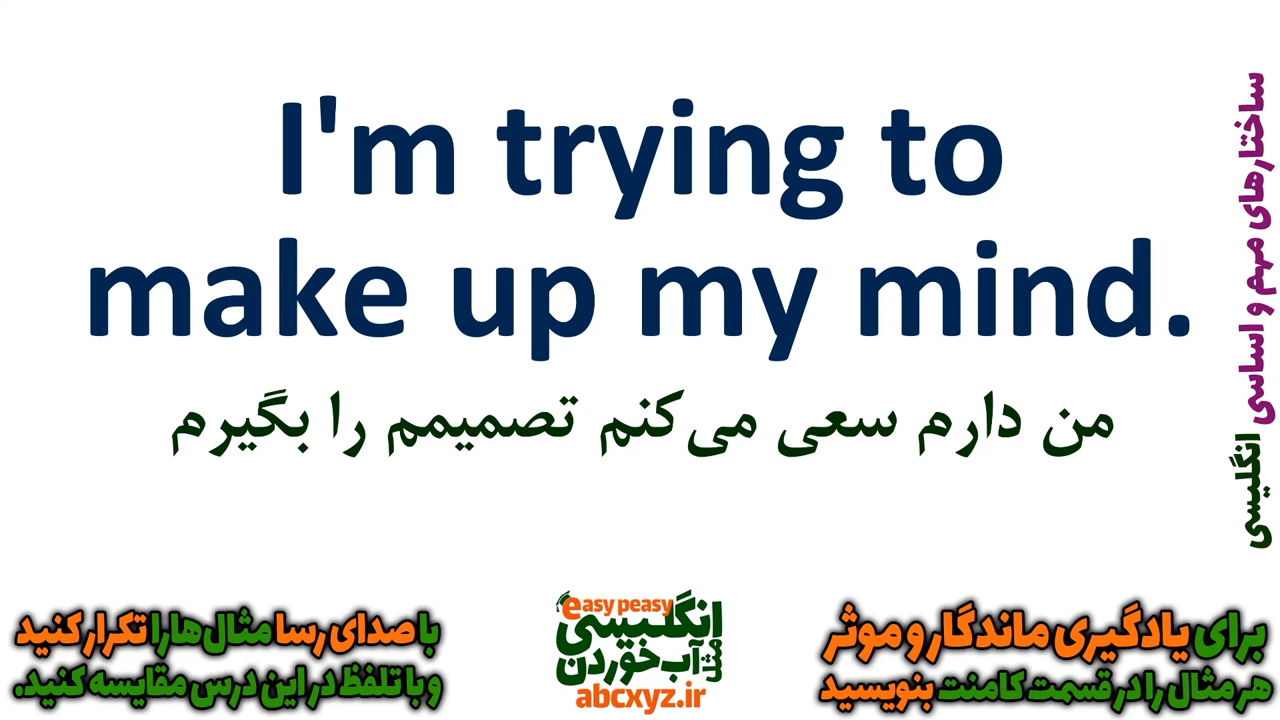 I'm trying to
make up my mind.
من دارم سعی می‌کنم تصمیمم را بگیرم
ساختارهای مهم و اساسی انگلیسی
برای یادگیری ماندگار و موثر
هر مثال را در قسمت کامنت بنویسید
easy peasy
انگلیسی
مثل آب خوردن
abcxyz.ir
با صدای رسا مثال‌ها را تکرار کنید
و با تلفظ در این درس مقایسه کنید.